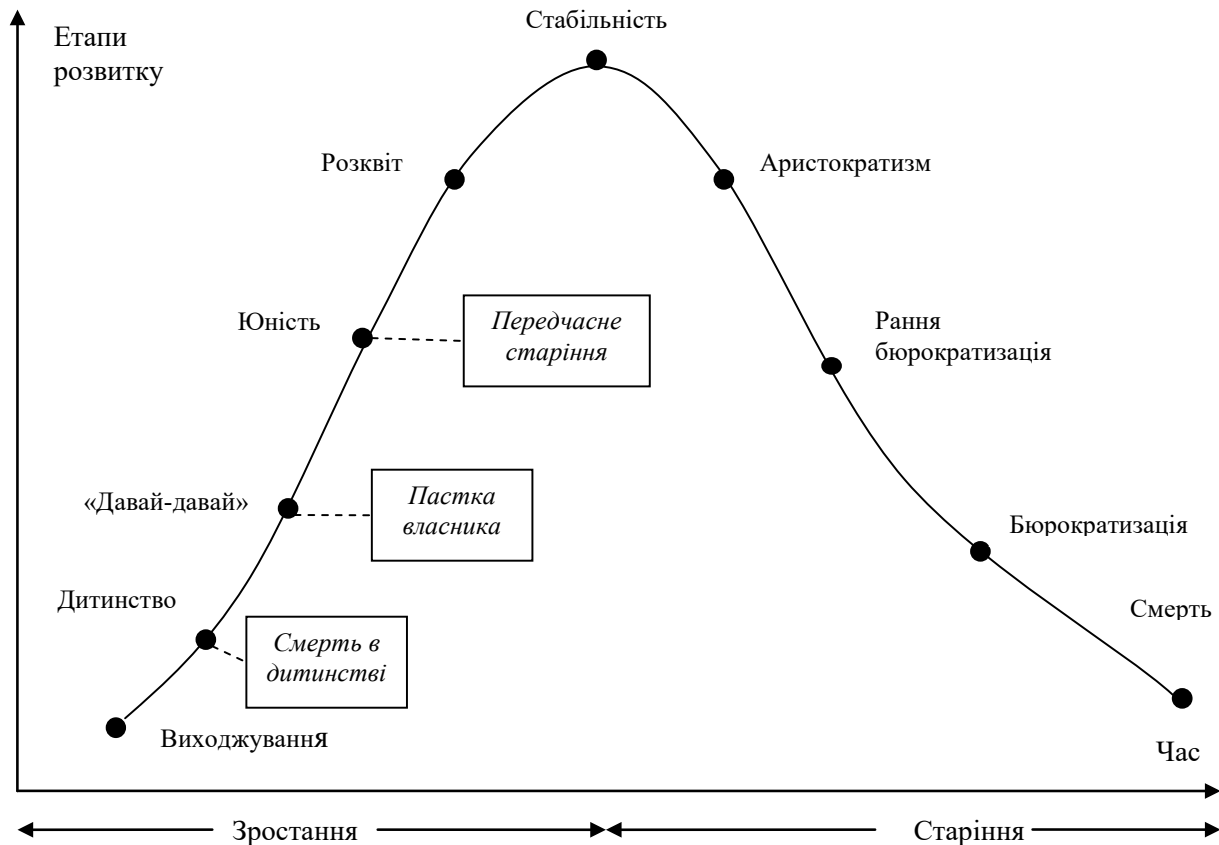 Стабільність
Етапи
розвитку
Розквіт
Аристократизм
Юність
Передчасне
старіння
Рання
бюрократизація
«Давай-давай»
Пастка
власника
Бюрократизація
Дитинство
Смерть в
дитинстві
Смерть
Виходжування
Час
Зростання
Старіння